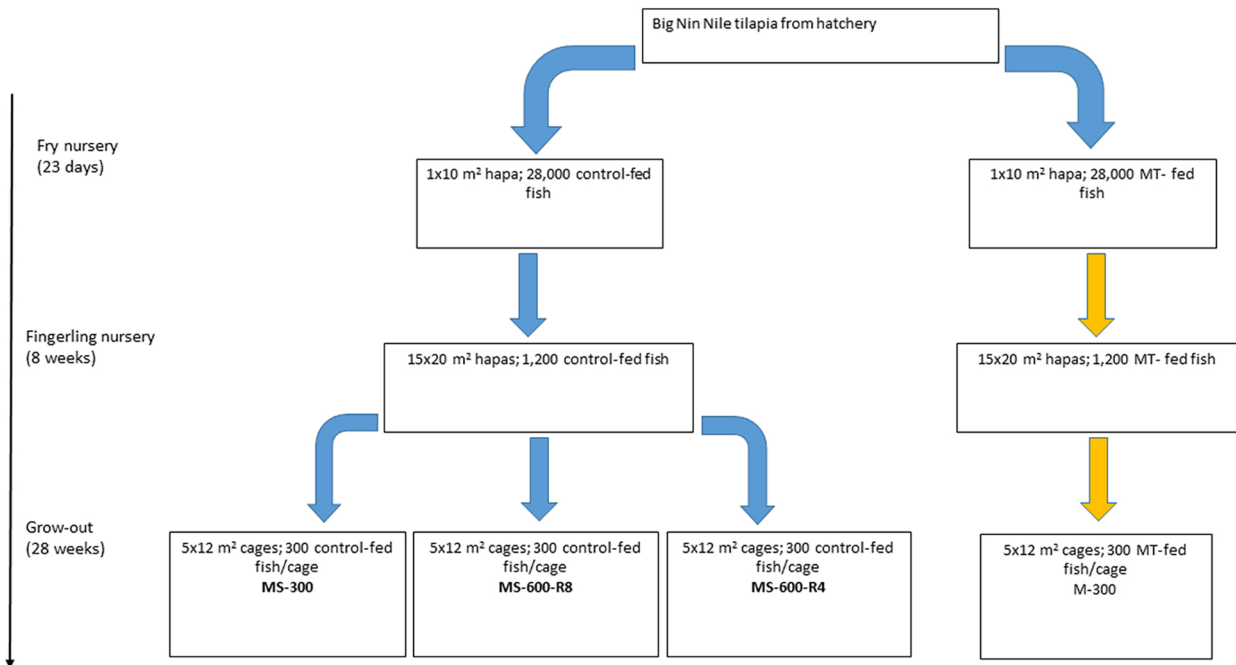 Big Nin Nile tilapia from hatchery
Fry nursery
(23 days)
1x10 m² hapa; 28,000 control-fed
fish
1x10 m² hapa; 28,000 MT- fed
fish
Fingerling nursery
(8 weeks)
15x20 m² hapas; 1,200 control-fed fish
15x20 m² hapas; 1,200 MT- fed fish
Grow-out
(28 weeks)
5x12 m² cages; 300 control-fed
fish/cage
MS-300
5x12 m² cages; 300 control-fed
fish/cage
MS-600-R8
5x12 m² cages; 300 control-fed
fish/cage
MS-600-R4
5x12 m² cages; 300 MT-fed
fish/cage
M-300